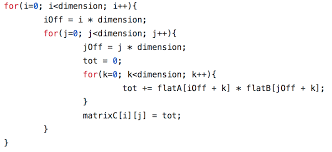 for(i=0; i<dimension; i++){
        iOff = i * dimension;
        for(j=0; j<dimension; j++){
                jOff = j * dimension;
                tot = 0;
                for(k=0; k<dimension; k++){
                        tot += flatA[iOff + k] * flatB[jOff + k];
                }
                matrixC[i][j] = tot;
        }
}